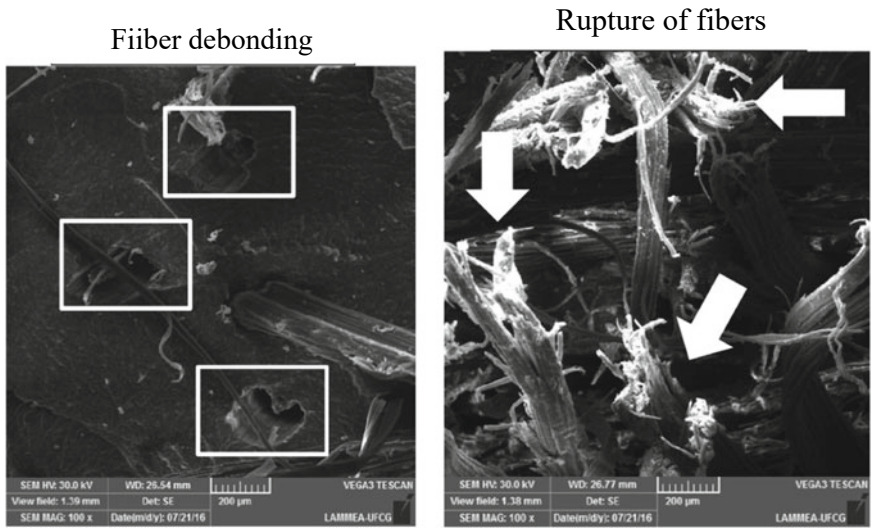 Fiiber debonding
Rupture of fibers
SEM HV: 30.0 kV WD: 26.54 mm VEGA3 TESCAN
View field: 1.39 mm Det: SE 200 µm
SEM MAG: 100 x Date(m/d/y): 07/21/16 LAMMEA-UFCG
SEM HV: 30.0 kV WD: 26.77 mm VEGA3 TESCAN
View field: 1.38 mm Det: SE 200 µm
SEM MAG: 100 x Date(m/d/y): 07/21/16 LAMMEA-UFCG